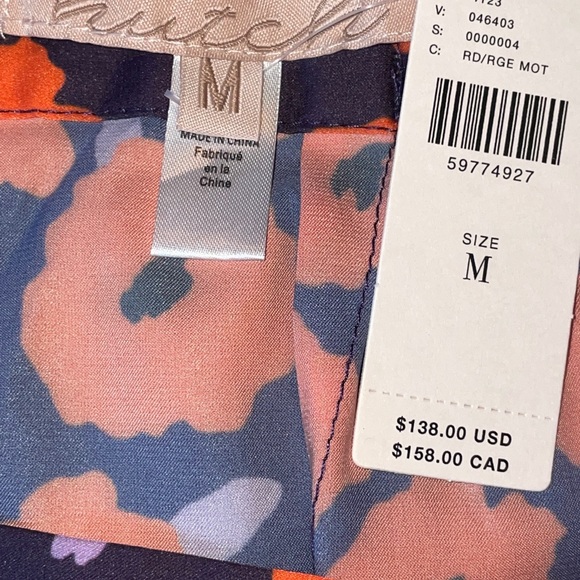 hutch
M
MADE IN CHINA
Fabriqué
en la
Chine
V: 046403
S: 0000004
C: RD/RGE MOT
59774927
SIZE
M
$138.00 USD
$158.00 CAD